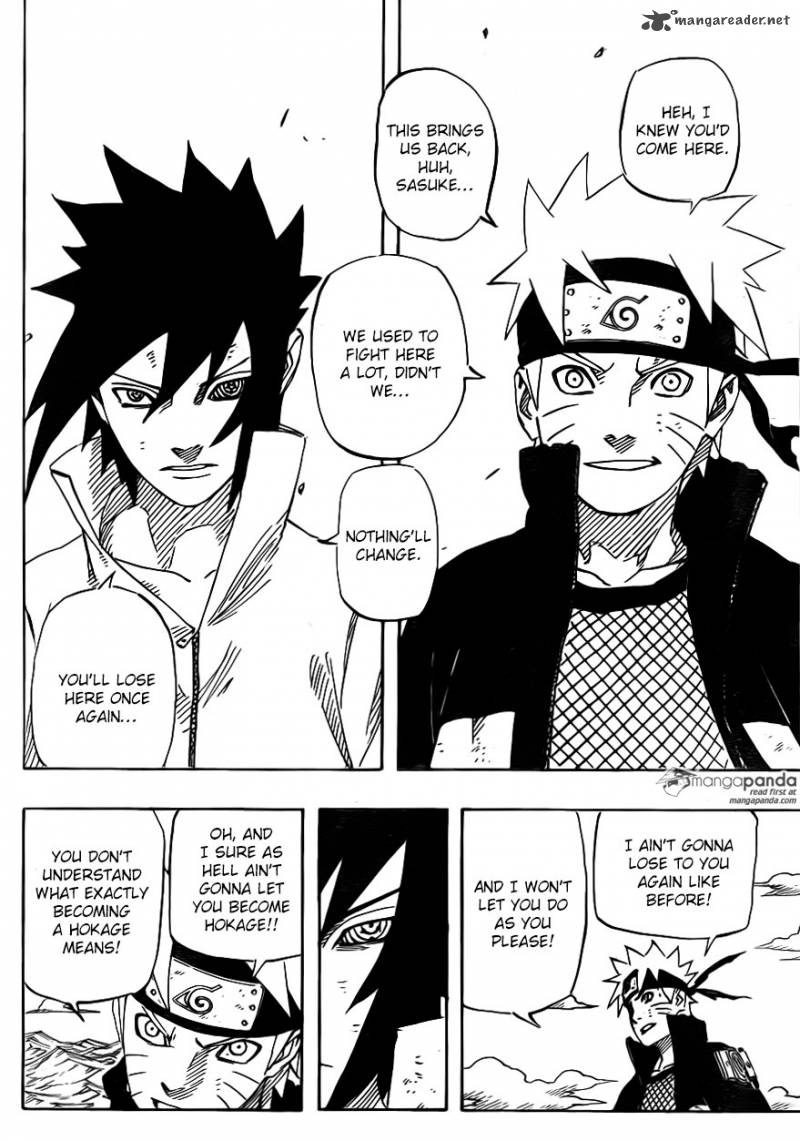 mangareader.net
HEH, I
KNEW YOU'D
COME HERE.
THIS BRINGS
US BACK,
HUH,
SASUKE...
WE USED TO
FIGHT HERE
A LOT, DIDN'T
WE...
NOTHING'LL
CHANGE.
YOU'LL LOSE
HERE ONCE
AGAIN...
mangapanda
read first at
mangapanda.com
I AIN'T GONNA
LOSE TO YOU
AGAIN LIKE
BEFORE!
AND I WON'T
LET YOU DO
AS YOU
PLEASE!
OH, AND
I SURE AS
HELL AIN'T
GONNA LET
YOU BECOME
HOKAGE!!
YOU DON'T
UNDERSTAND
WHAT EXACTLY
BECOMING
A HOKAGE
MEANS!